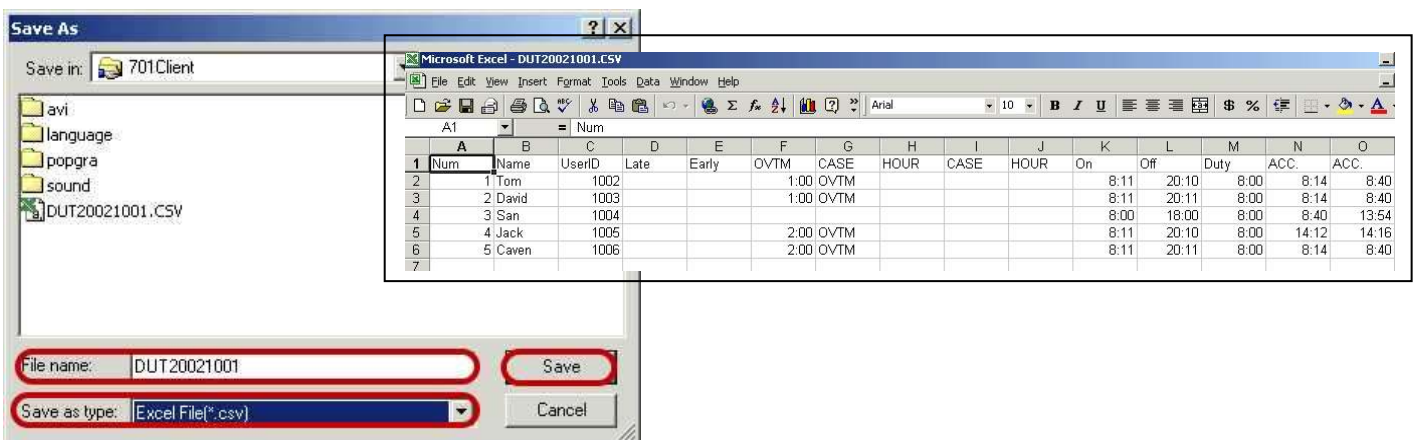 Save As
Save in: 701Client
avi
language
popgra
sound
DUT20021001.CSV
File name: DUT20021001 Save
Save as type: Excel File(*.csv) Cancel
Microsoft Excel - DUT20021001.CSV
File Edit View Insert Format Tools Data Window Help
Arial 10 B I U $ %
A1 = Num
A B C D E F G H I J K L M N O
1 Num Name UserID Late Early OVTM CASE HOUR CASE HOUR On Off Duty ACC. ACC.
2 1 Tom 1002 1:00 OVTM 8:11 20:10 8:00 8:14 8:40
3 2 David 1003 1:00 OVTM 8:11 20:11 8:00 8:14 8:40
4 3 San 1004 8:00 18:00 8:00 8:40 13:54
5 4 Jack 1005 2:00 OVTM 8:11 20:10 8:00 14:12 14:16
6 5 Caven 1006 2:00 OVTM 8:11 20:11 8:00 8:14 8:40
7